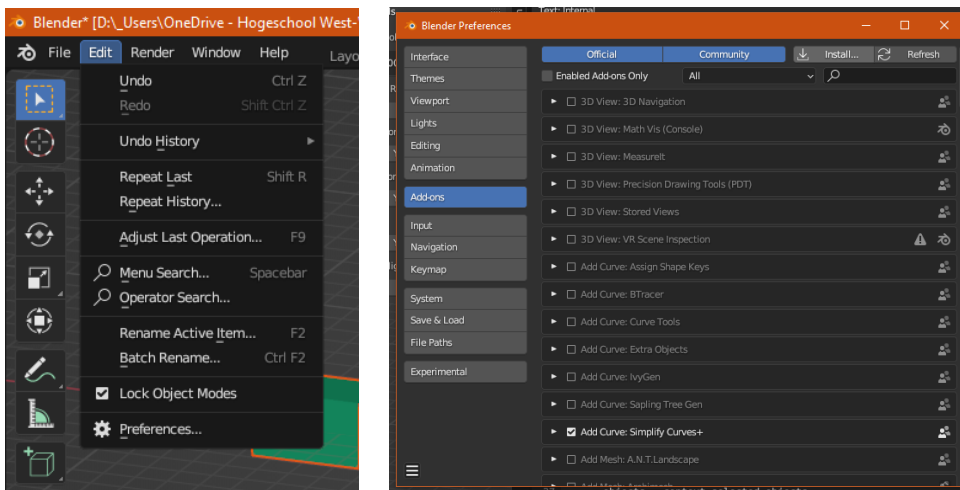 Blender* [D:\_Users\OneDrive - Hogeschool West-
File Edit Render Window Help Layo
Undo Ctrl Z
Redo Shift Ctrl Z
Undo History
Repeat Last Shift R
Repeat History...
Adjust Last Operation... F9
Menu Search... Spacebar
Operator Search...
Rename Active Item... F2
Batch Rename... Ctrl F2
Lock Object Modes
Preferences...
Text: Internal
Blender Preferences
Interface
Themes
Viewport
Lights
Editing
Animation
Add-ons
Input
Navigation
Keymap
System
Save & Load
File Paths
Experimental
Official Community Install... Refresh
Enabled Add-ons Only All
3D View: 3D Navigation
3D View: Math Vis (Console)
3D View: MeasureIt
3D View: Precision Drawing Tools (PDT)
3D View: Stored Views
3D View: VR Scene Inspection
Add Curve: Assign Shape Keys
Add Curve: BTracer
Add Curve: Curve Tools
Add Curve: Extra Objects
Add Curve: IvyGen
Add Curve: Sapling Tree Gen
Add Curve: Simplify Curves+
Add Mesh: A.N.T.Landscape